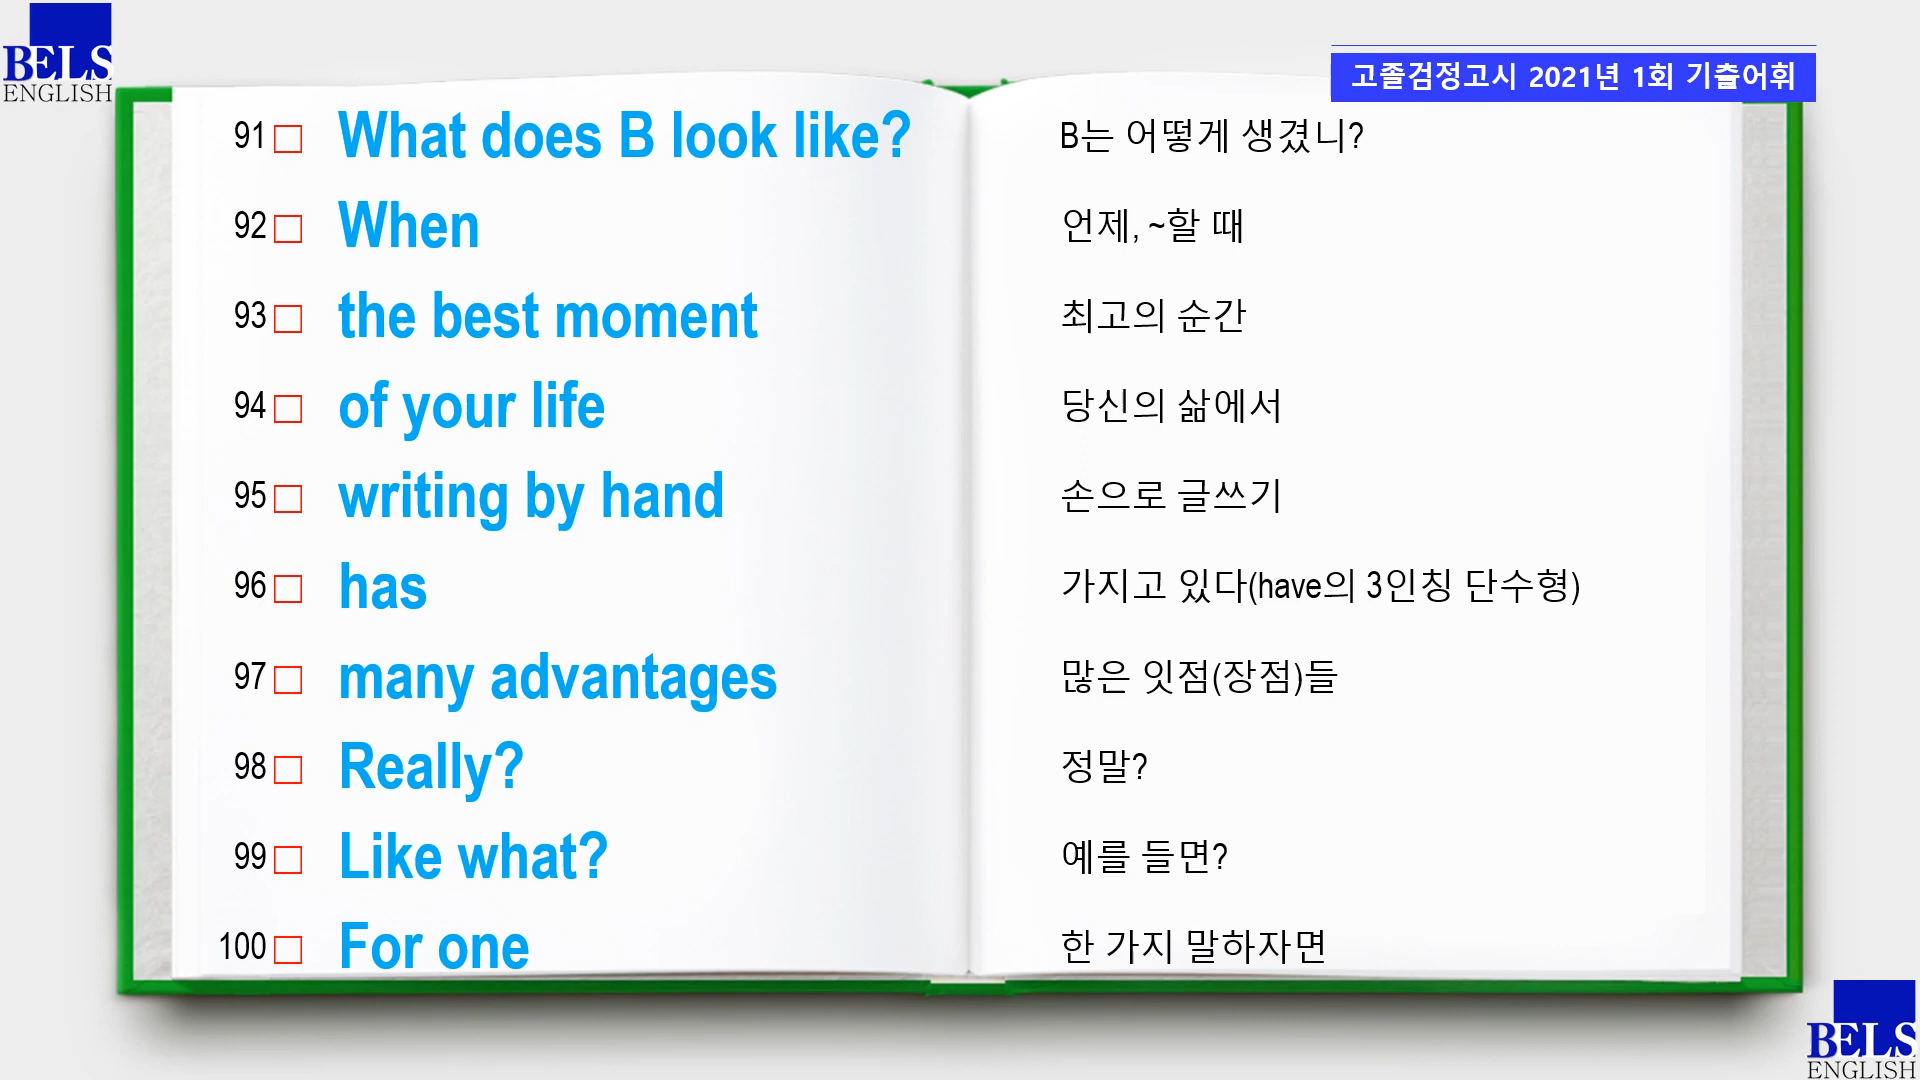 BELS
ENGLISH
고졸검정고시 2021년 1회 기출어휘
91 □ What does B look like? B는 어떻게 생겼니?
92 □ When 언제, ~할 때
93 □ the best moment 최고의 순간
94 □ of your life 당신의 삶에서
95 □ writing by hand 손으로 글쓰기
96 □ has 가지고 있다(have의 3인칭 단수형)
97 □ many advantages 많은 잇점(장점)들
98 □ Really? 정말?
99 □ Like what? 예를 들면?
100 □ For one 한 가지 말하자면
BELS
ENGLISH